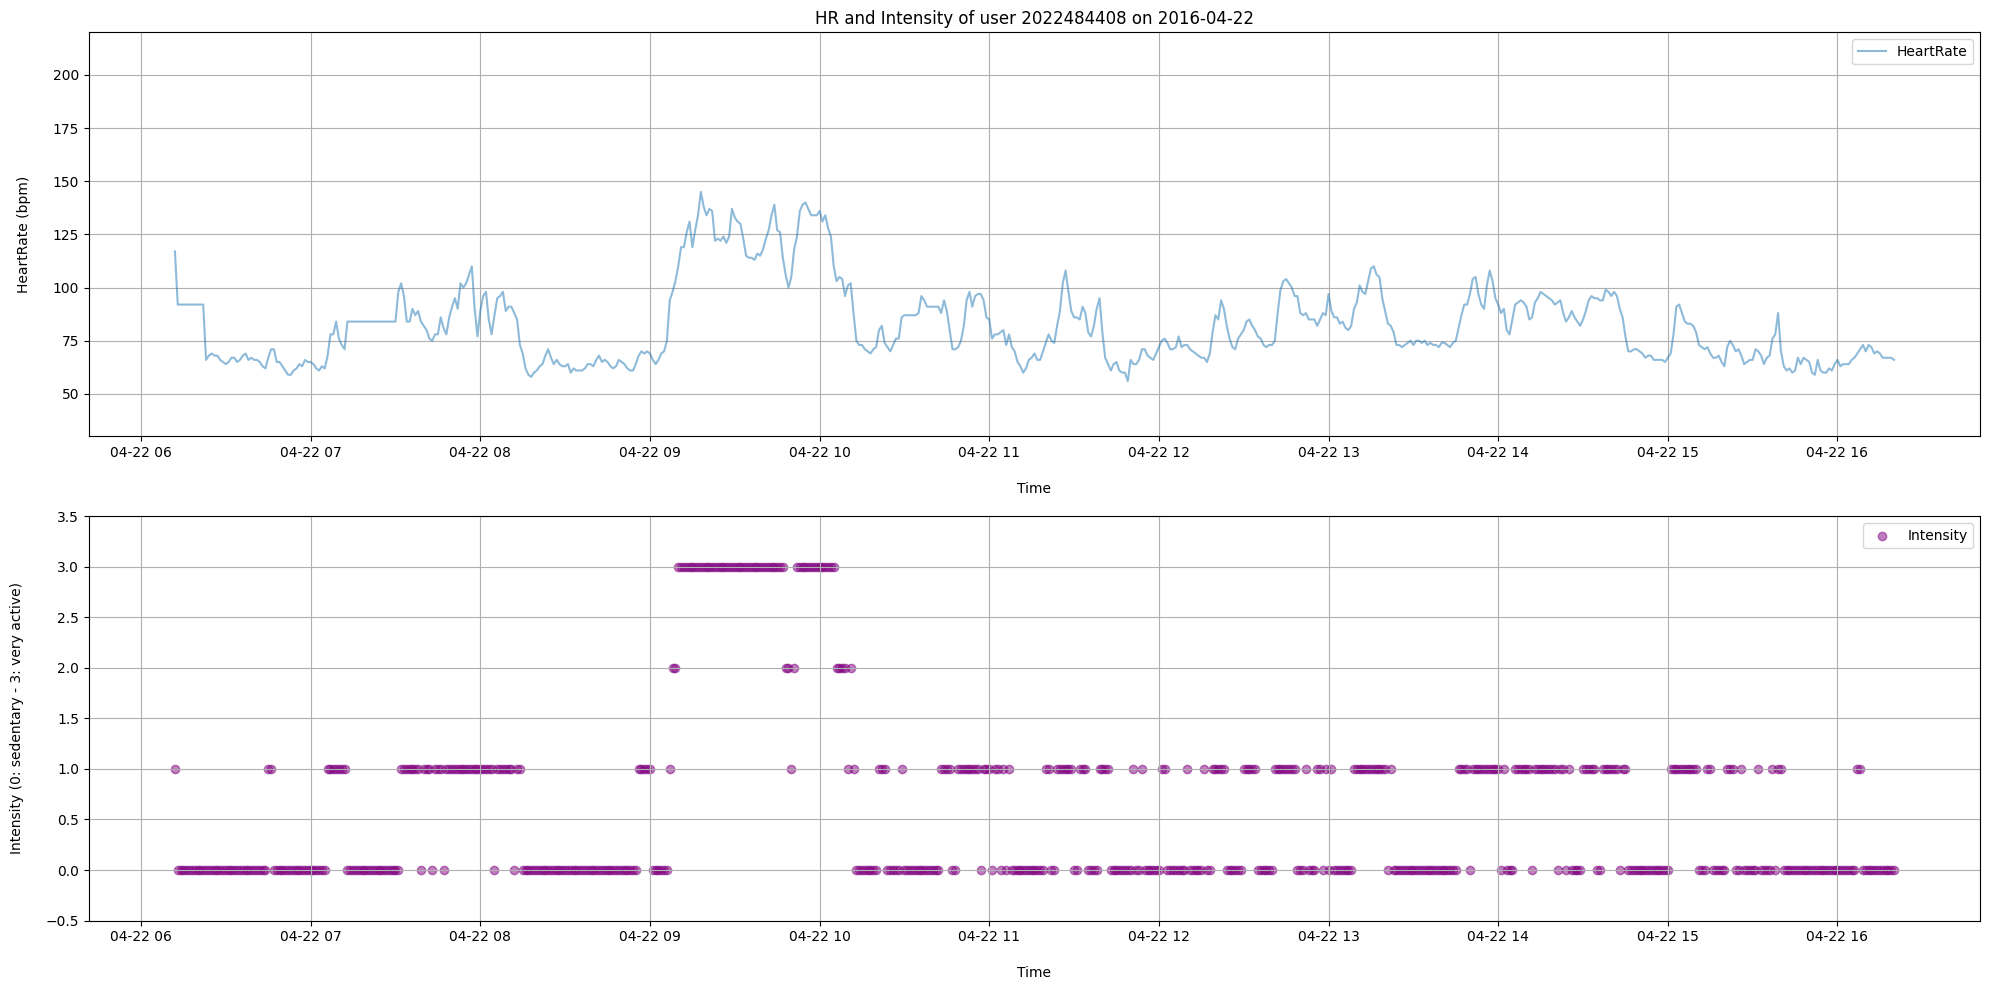 HR and Intensity of user 2022484408 on 2016-04-22
HeartRate
200
175
150
125
100
75
50
HeartRate (bpm)
04-22 06 04-22 07 04-22 08 04-22 09 04-22 10 04-22 11 04-22 12 04-22 13 04-22 14 04-22 15 04-22 16
Time
Intensity
3.5
3.0
2.5
2.0
1.5
1.0
0.5
0.0
−0.5
Intensity (0: sedentary - 3: very active)
04-22 06 04-22 07 04-22 08 04-22 09 04-22 10 04-22 11 04-22 12 04-22 13 04-22 14 04-22 15 04-22 16
Time